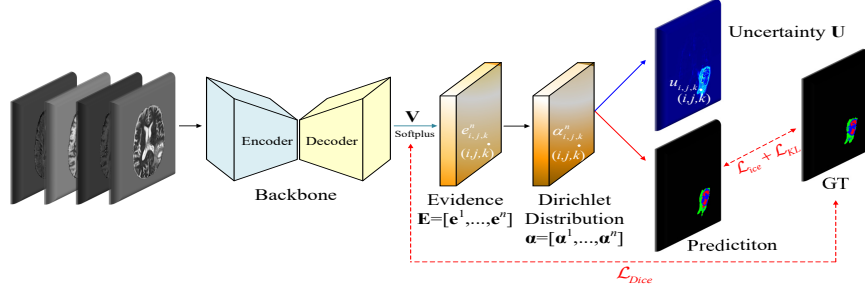 Uncertainty U
V
Softplus
Encoder
Decoder
Backbone
e^n_{i,j,k}
(i,j,k)
α^n_{i,j,k}
(i,j,k)
u_{i,j,k}
(i,j,k)
Evidence
E=[e^1,...,e^n]
Dirichlet
Distribution
α=[α^1,...,α^n]
ℒ_{Ice} + ℒ_{KL}
GT
Predictiton
ℒ_{Dice}